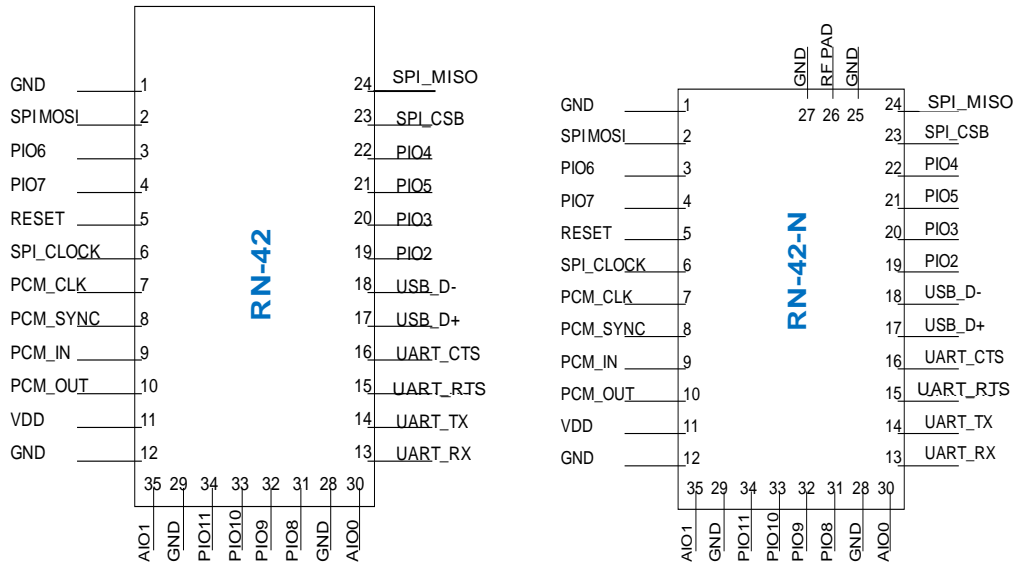 GND 1 24 SPI_MISO
SPIMOSI 2 23 SPI_CSB
PIO6 3 22 PIO4
PIO7 4 21 PIO5
RESET 5 20 PIO3
SPI_CLOCK 6 19 PIO2
PCM_CLK 7 18 USB_D-
PCM_SYNC 8 17 USB_D+
PCM_IN 9 16 UART_CTS
PCM_OUT 10 15 UART_RTS
VDD 11 14 UART_TX
GND 12 13 UART_RX
RN-42
35 29 34 33 32 31 28 30
AIO1 GND PIO11 PIO10 PIO9 PIO8 GND AIO0
GND RF PAD GND
27 26 25
GND 1 24 SPI_MISO
SPIMOSI 2 23 SPI_CSB
PIO6 3 22 PIO4
PIO7 4 21 PIO5
RESET 5 20 PIO3
SPI_CLOCK 6 19 PIO2
PCM_CLK 7 18 USB_D-
PCM_SYNC 8 17 USB_D+
PCM_IN 9 16 UART_CTS
PCM_OUT 10 15 UART_RTS
VDD 11 14 UART_TX
GND 12 13 UART_RX
RN-42-N
35 29 34 33 32 31 28 30
AIO1 GND PIO11 PIO10 PIO9 PIO8 GND AIO0